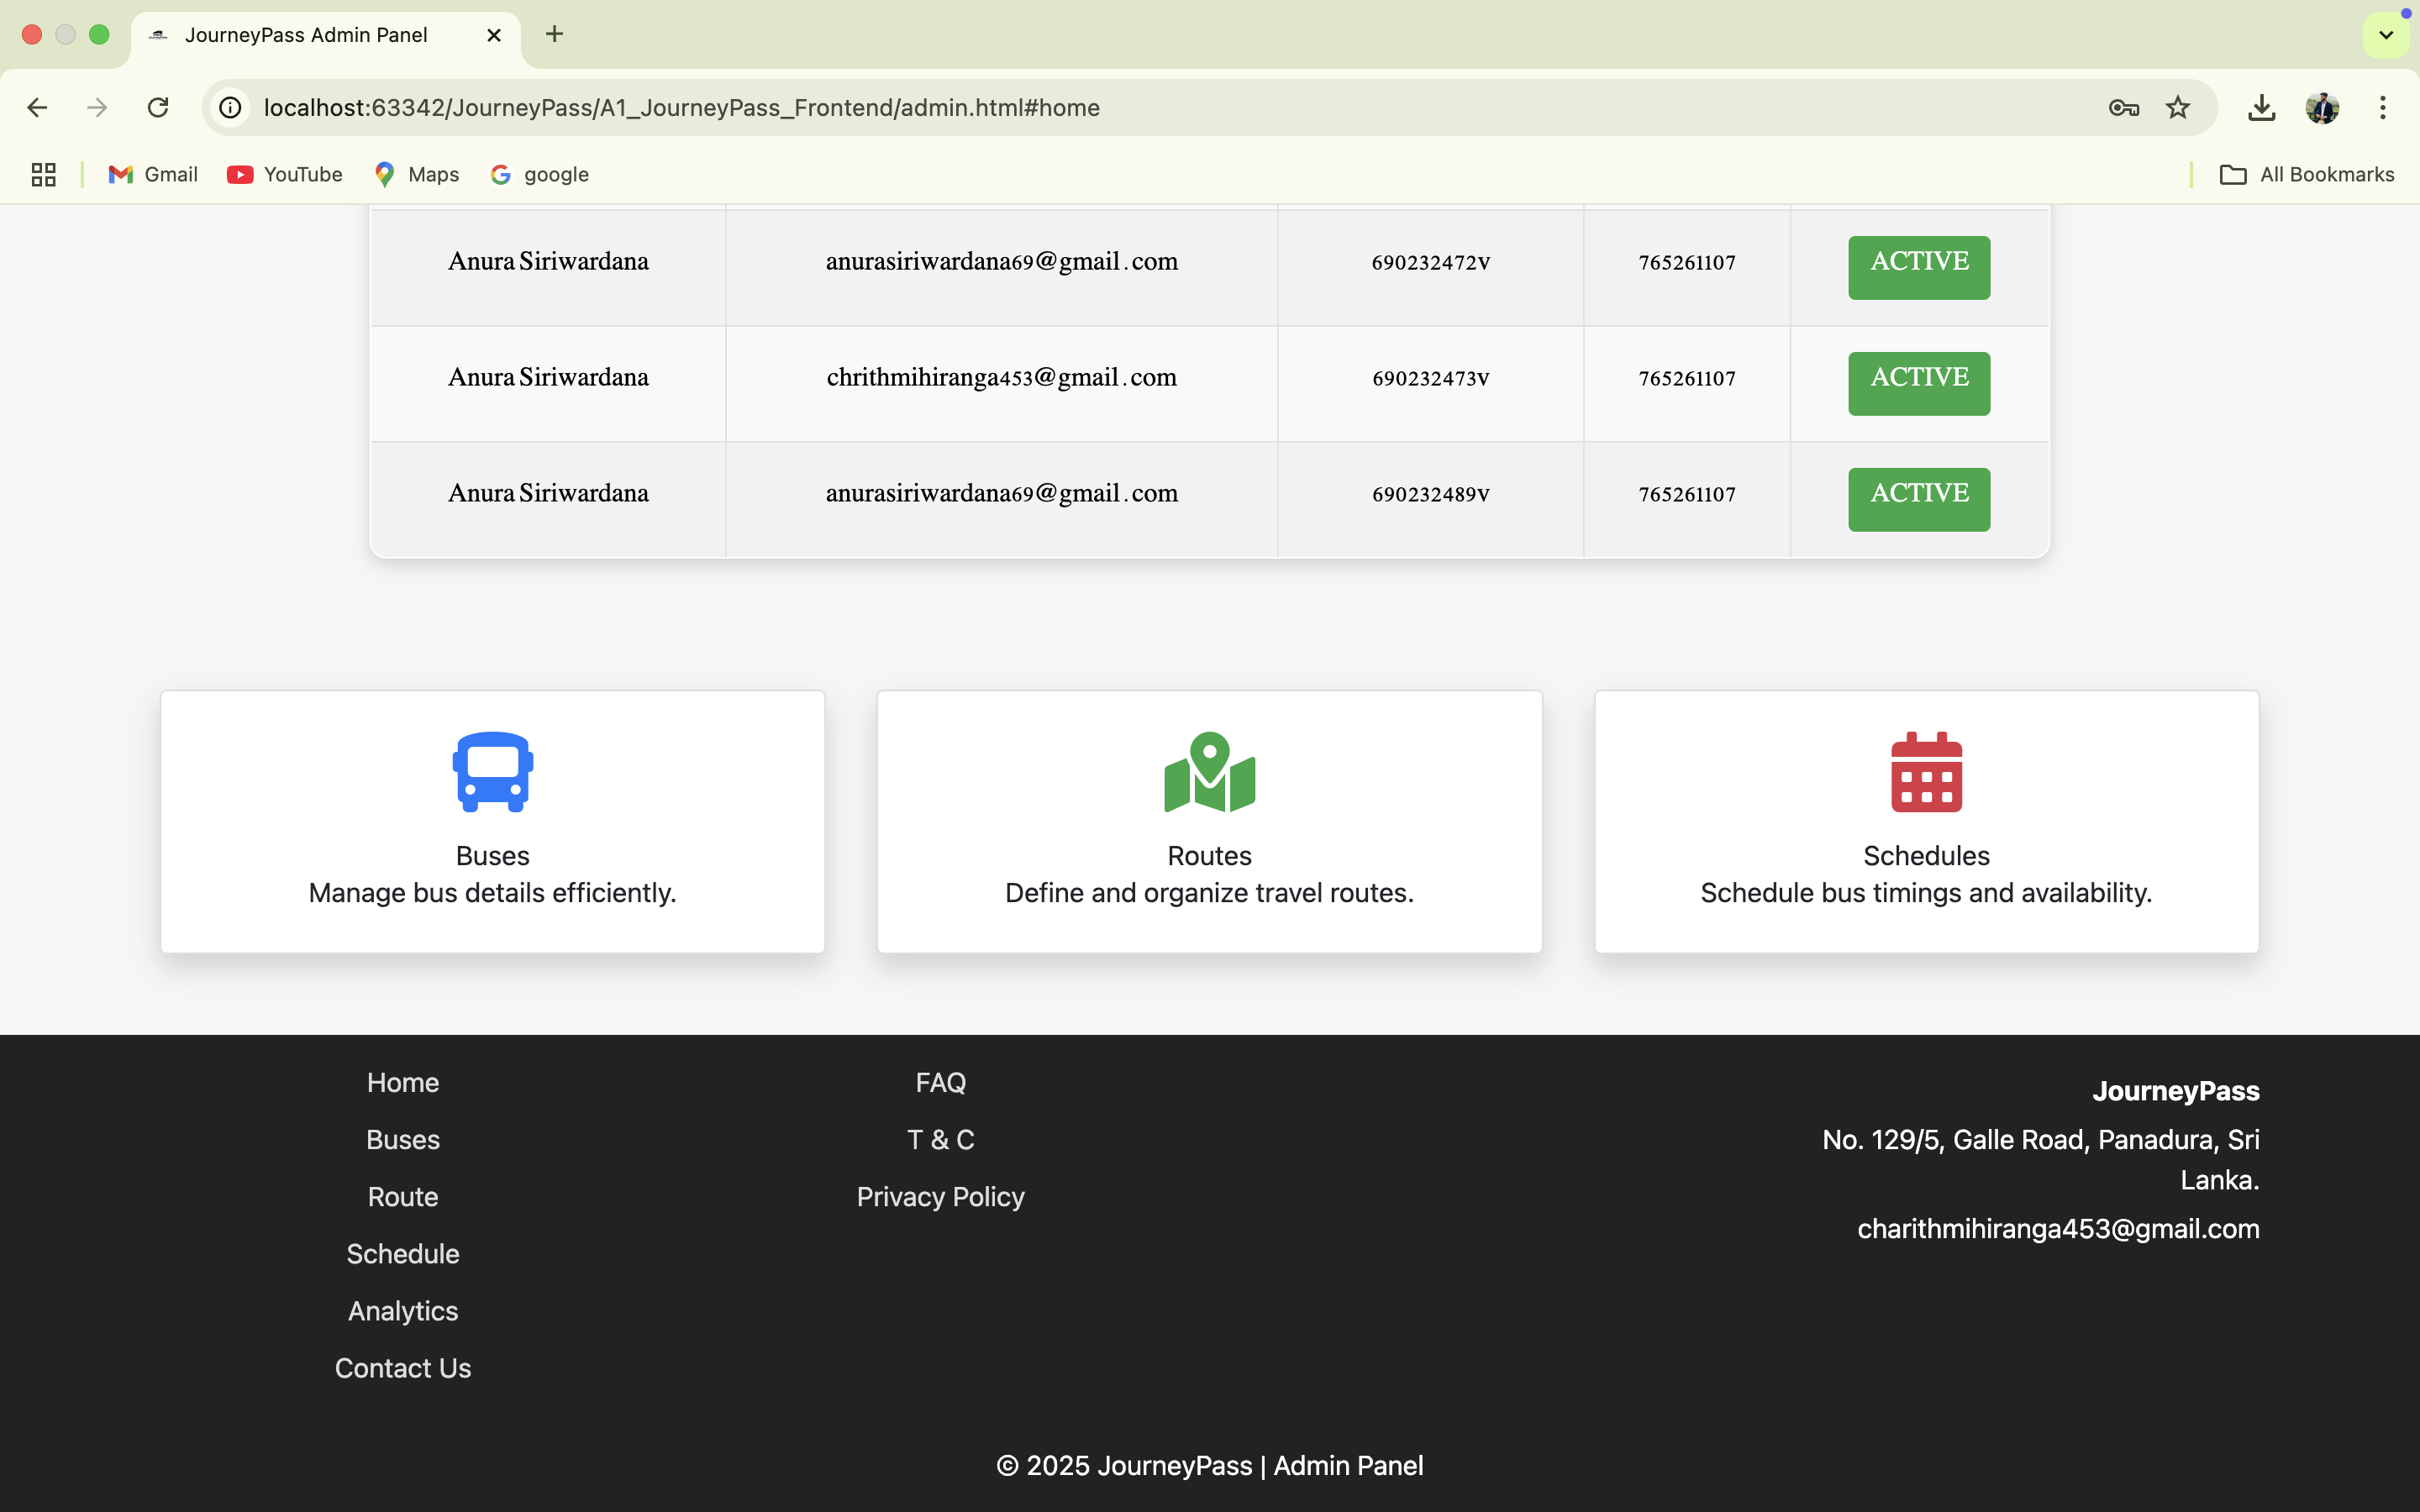 JourneyPass Admin Panel
localhost:63342/JourneyPass/A1_JourneyPass_Frontend/admin.html#home
Gmail YouTube Maps google All Bookmarks
Anura Siriwardana anurasiriwardana69@gmail.com 690232472v 765261107 ACTIVE
Anura Siriwardana chrithmihiranga453@gmail.com 690232473v 765261107 ACTIVE
Anura Siriwardana anurasiriwardana69@gmail.com 690232489v 765261107 ACTIVE
Buses
Manage bus details efficiently.
Routes
Define and organize travel routes.
Schedules
Schedule bus timings and availability.
Home
Buses
Route
Schedule
Analytics
Contact Us
FAQ
T & C
Privacy Policy
JourneyPass
No. 129/5, Galle Road, Panadura, Sri
Lanka.
charithmihiranga453@gmail.com
© 2025 JourneyPass | Admin Panel